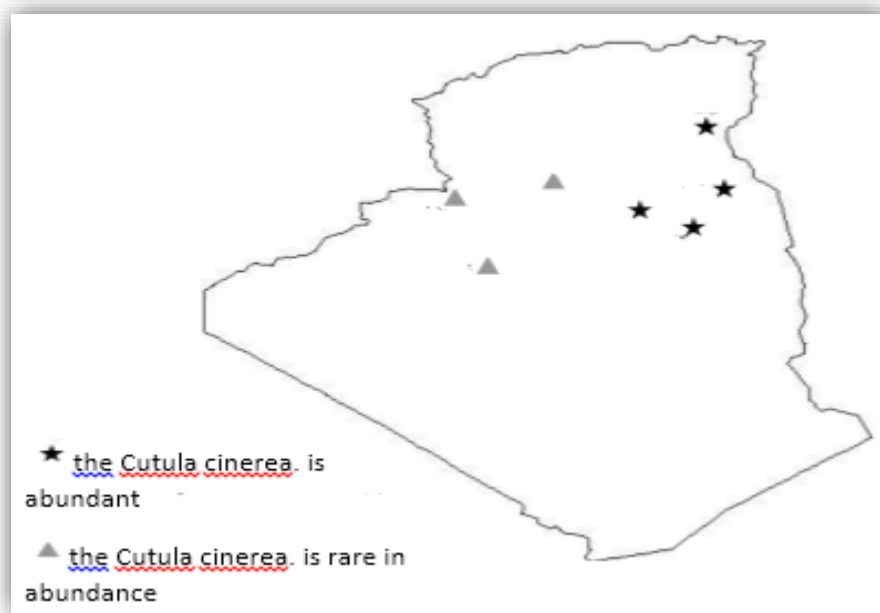 the Cutula cinerea. is
abundant
the Cutula cinerea. is rare in
abundance